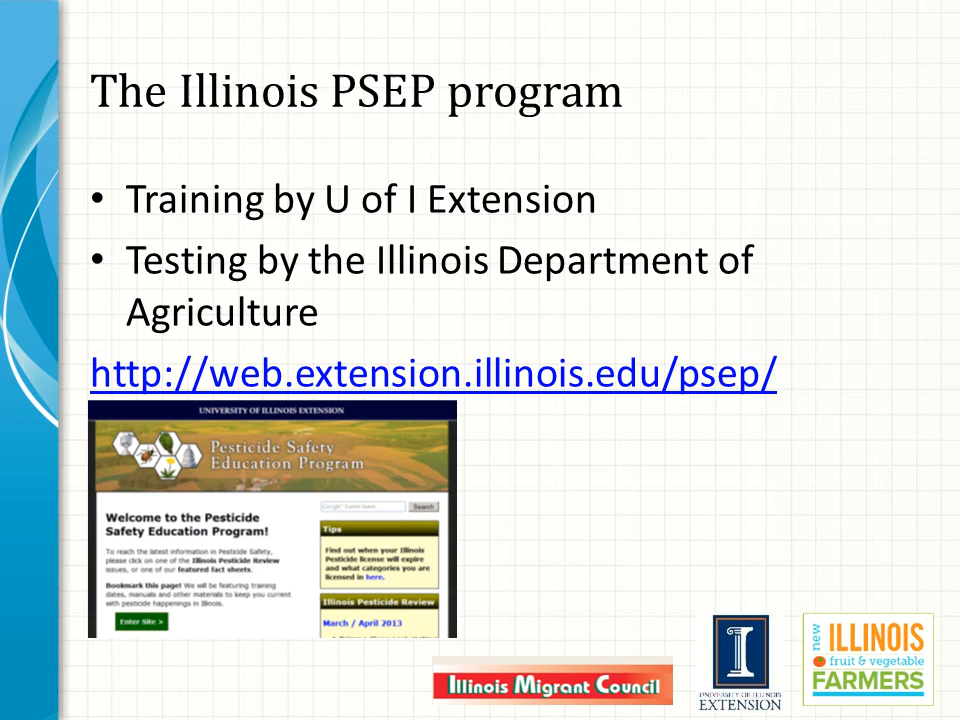 The Illinois PSEP program
• Training by U of I Extension
• Testing by the Illinois Department of
Agriculture
http://web.extension.illinois.edu/psep/
UNIVERSITY OF ILLINOIS EXTENSION
Pesticide Safety
Education Program
Google Custom Search
Search
Welcome to the Pesticide
Safety Education Program!
To reach the latest information in Pesticide Safety,
please click on one of the Illinois Pesticide Review
issues, or one of our featured fact sheets.
Bookmark this page! We will be featuring training
dates, manuals and other materials to keep you current
with pesticide happenings in Illinois.
Enter Site >
Tips
Find out when your Illinois
Pesticide license will expire
and what categories you are
licensed in here.
Illinois Pesticide Review
March / April 2013
Illinois Migrant Council
I
UNIVERSITY OF ILLINOIS
EXTENSION
new
ILLINOIS
fruit & vegetable
FARMERS